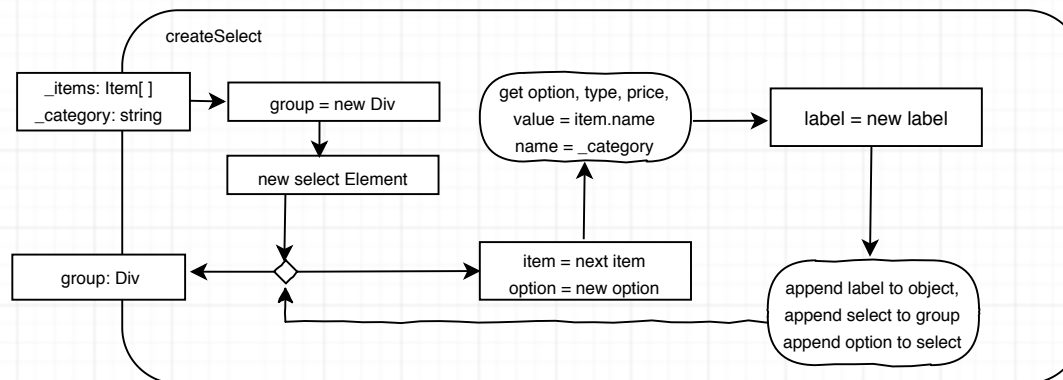 createSelect
_items: Item[ ]
_category: string
group = new Div
new select Element
group: Div
item = next item
option = new option
get option, type, price,
value = item.name
name = _category
label = new label
append label to object,
append select to group
append option to select